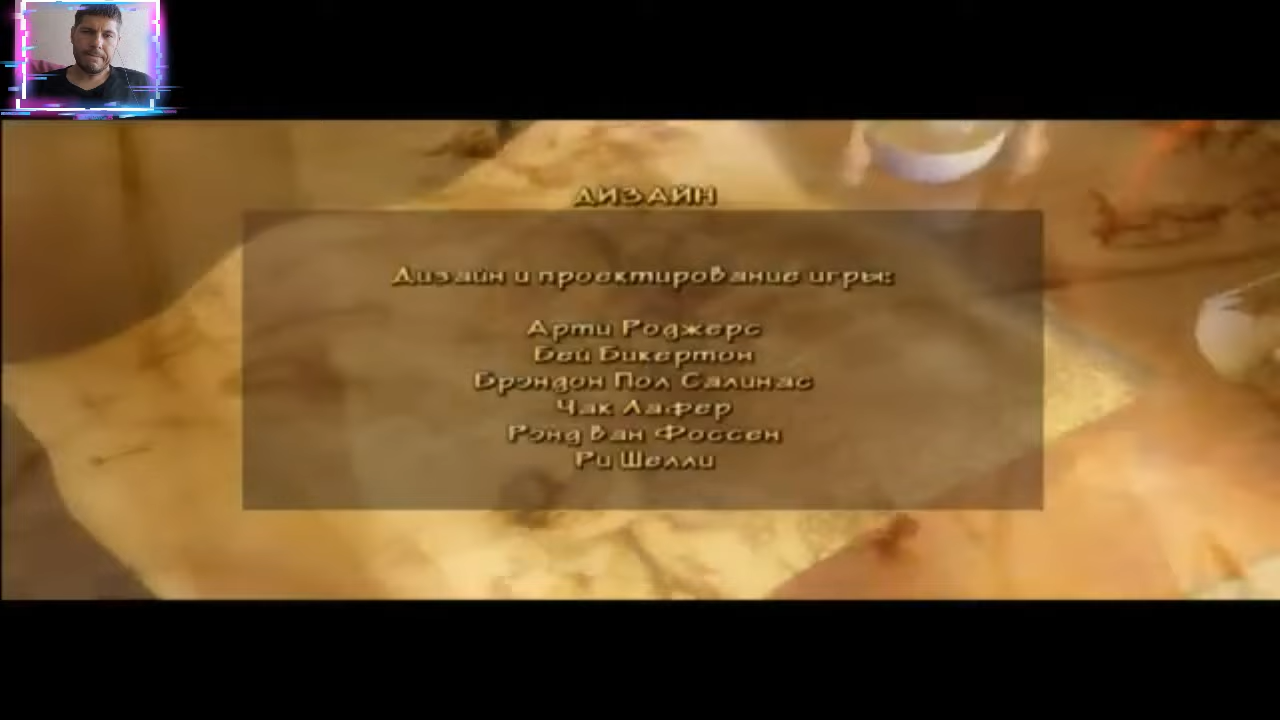 ДИЗАЙН
Дизайн и проектирование игры:
Арти Роджерс
Бей Бикертон
Брэндон Пол Салинас
Чак Лафер
Рэнд Ван Фоссен
Ри Шелли